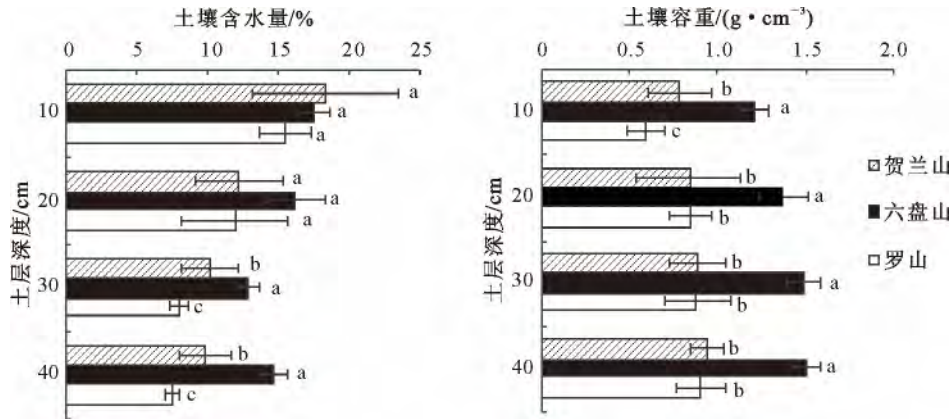 土壤含水量/%
0 5 10 15 20 25
土层深度/cm
10 a a a
20 a a a
30 b a c
40 b a c
土壤容重/(g·cm⁻³)
0 0.5 1.0 1.5 2.0
土层深度/cm
10 b a c
20 b a b
30 b a b
40 b a b
贺兰山
六盘山
罗山